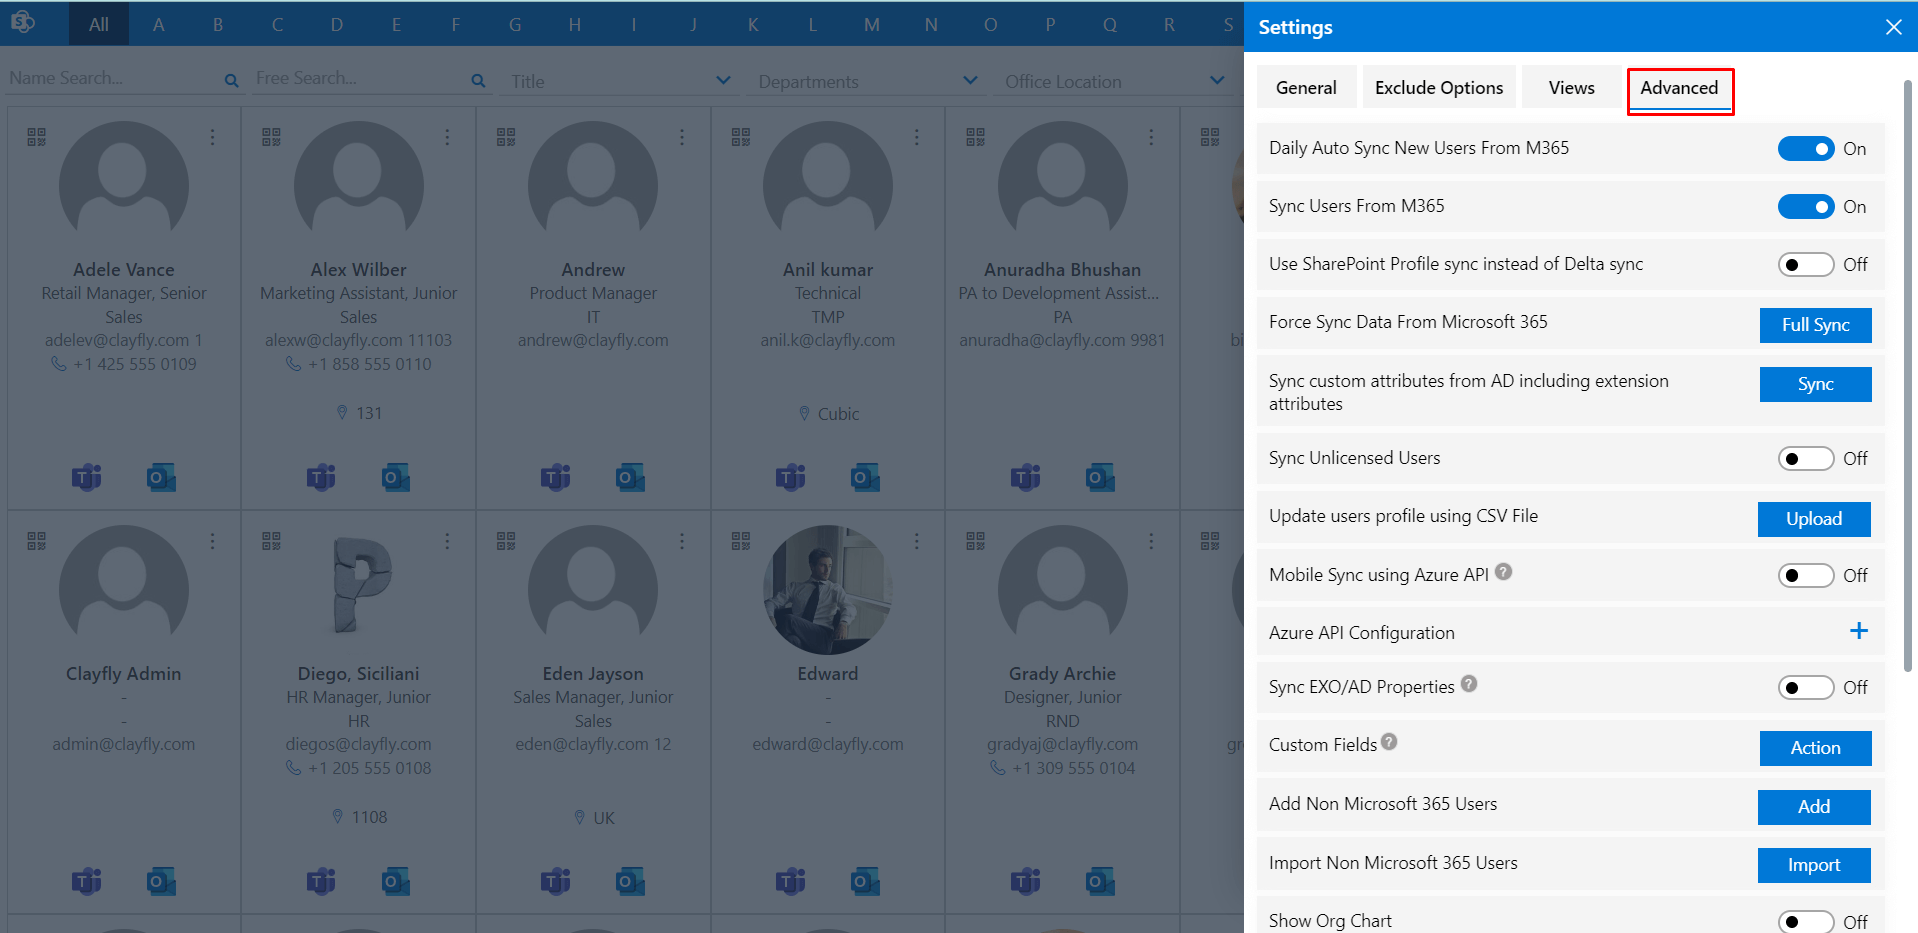 All A B C D E F G H I J K L M N O P Q R S
Name Search...
Free Search...
Title
Departments
Office Location
Adele Vance
Retail Manager, Senior
Sales
adelev@clayfly.com 1
+1 425 555 0109
Alex Wilber
Marketing Assistant, Junior
Sales
alexw@clayfly.com 11103
+1 858 555 0110
131
Andrew
Product Manager
IT
andrew@clayfly.com
Anil kumar
Technical
TMP
anil.k@clayfly.com
Cubic
Anuradha Bhushan
PA to Development Assist...
PA
anuradha@clayfly.com 9981
bi
Clayfly Admin
-
-
admin@clayfly.com
Diego, Siciliani
HR Manager, Junior
HR
diegos@clayfly.com
+1 205 555 0108
1108
Eden Jayson
Sales Manager, Junior
Sales
eden@clayfly.com 12
UK
Edward
-
-
edward@clayfly.com
Grady Archie
Designer, Junior
RND
gradyaj@clayfly.com
+1 309 555 0104
gr
Settings
General
Exclude Options
Views
Advanced
Daily Auto Sync New Users From M365
On
Sync Users From M365
On
Use SharePoint Profile sync instead of Delta sync
Off
Force Sync Data From Microsoft 365
Full Sync
Sync custom attributes from AD including extension
attributes
Sync
Sync Unlicensed Users
Off
Update users profile using CSV File
Upload
Mobile Sync using Azure API ?
Off
Azure API Configuration
+
Sync EXO/AD Properties ?
Off
Custom Fields ?
Action
Add Non Microsoft 365 Users
Add
Import Non Microsoft 365 Users
Import
Show Org Chart
Off